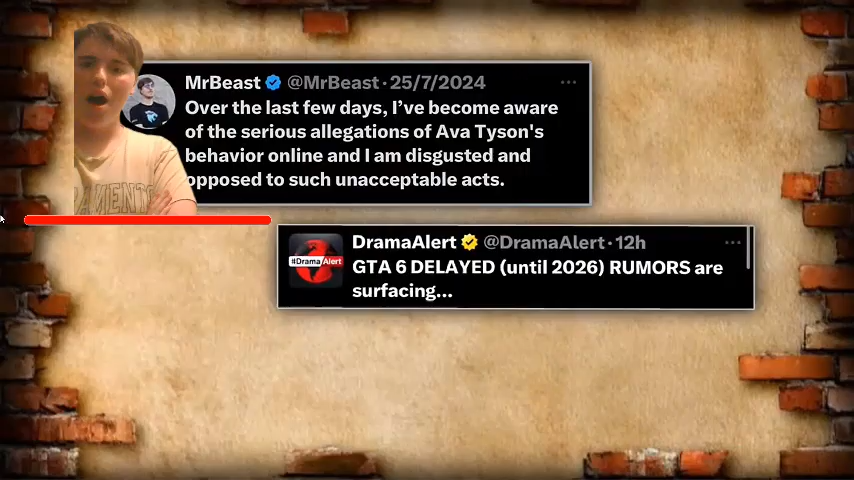 MrBeast @MrBeast·25/7/2024 ...
Over the last few days, I’ve become aware
of the serious allegations of Ava Tyson's
behavior online and I am disgusted and
opposed to such unacceptable acts.
DramaAlert @DramaAlert·12h ...
#DramaAlert
GTA 6 DELAYED (until 2026) RUMORS are
surfacing...